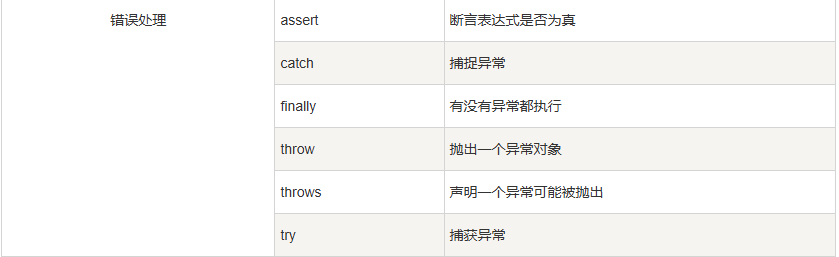 错误处理 assert 断言表达式是否为真
catch 捕捉异常
finally 有没有异常都执行
throw 抛出一个异常对象
throws 声明一个异常可能被抛出
try 捕获异常